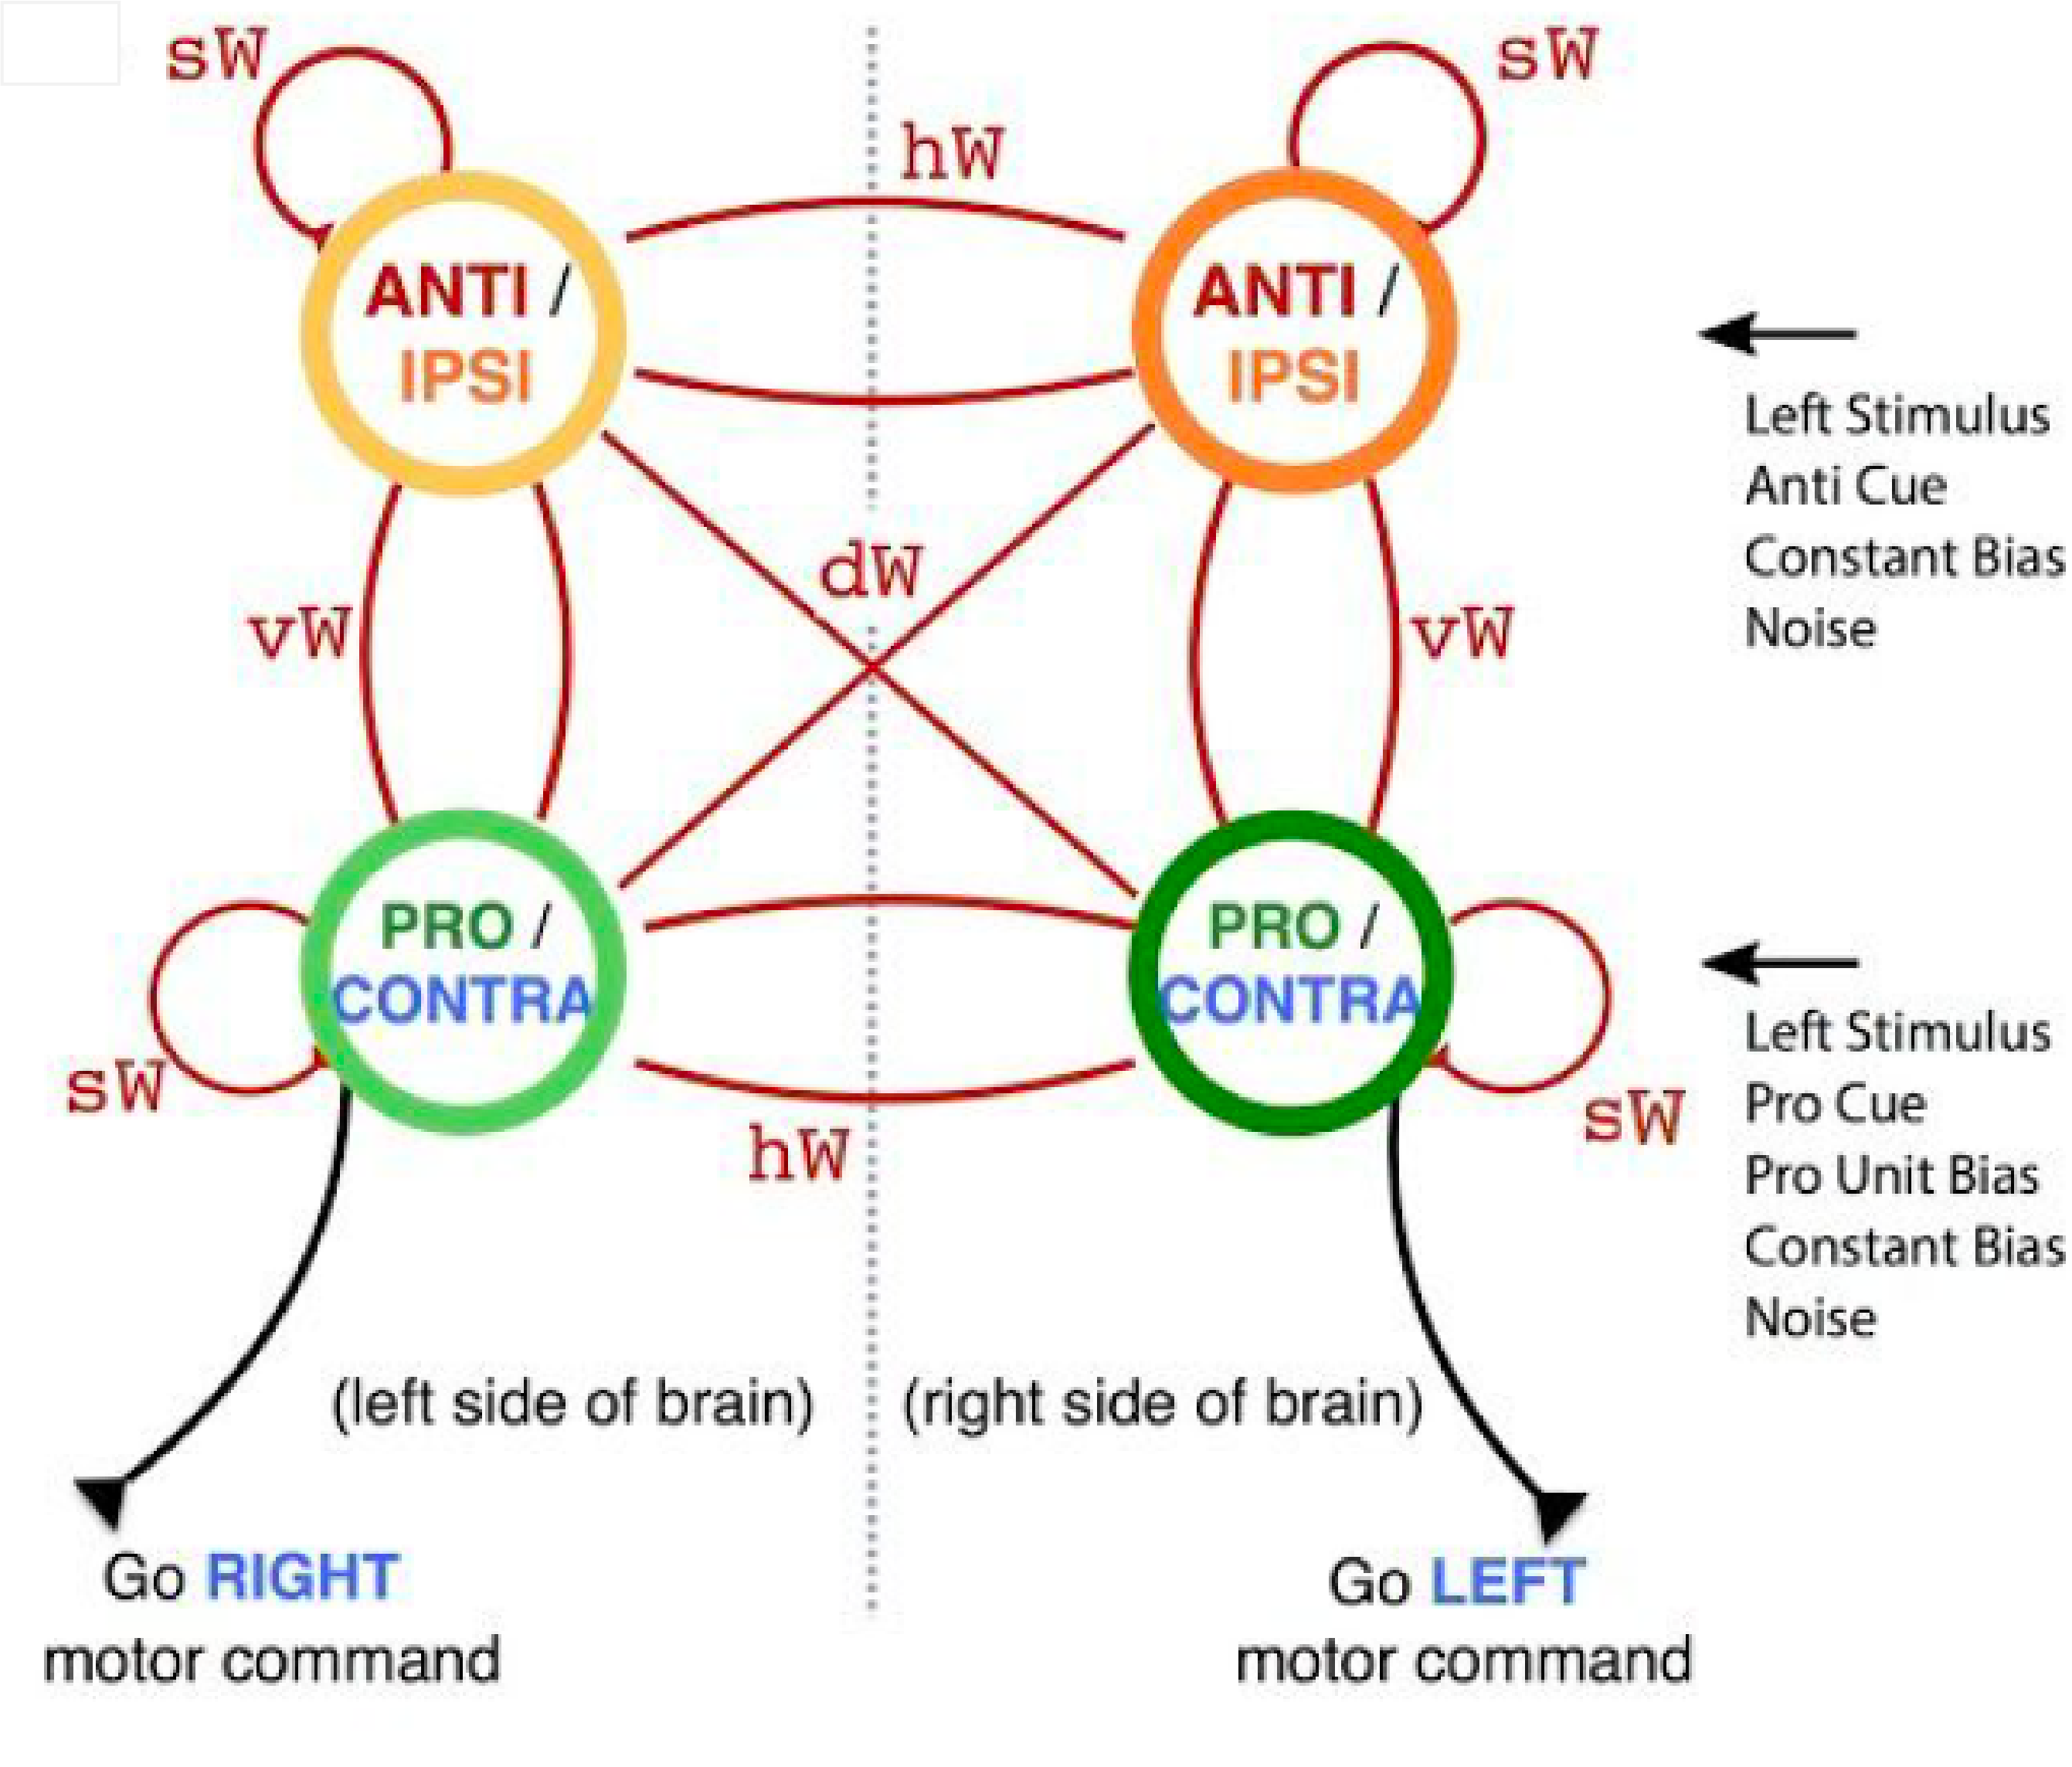 sW
sW
hW
ANTI /
IPSI
ANTI /
IPSI
Left Stimulus
Anti Cue
Constant Bias
Noise
dW
vW
vW
PRO /
CONTRA
PRO /
CONTRA
sW
hW
sW
Left Stimulus
Pro Cue
Pro Unit Bias
Constant Bias
Noise
(left side of brain)
(right side of brain)
Go RIGHT
motor command
Go LEFT
motor command